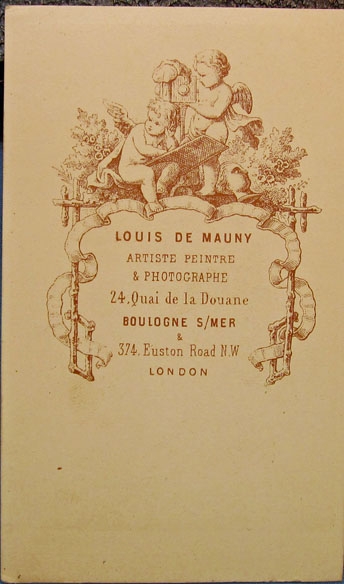 LOUIS DE MAUNY
ARTISTE PEINTRE
& PHOTOGRAPHE
24, Quai de la Douane
BOULOGNE S/MER
&
374, Euston Road N.W
LONDON